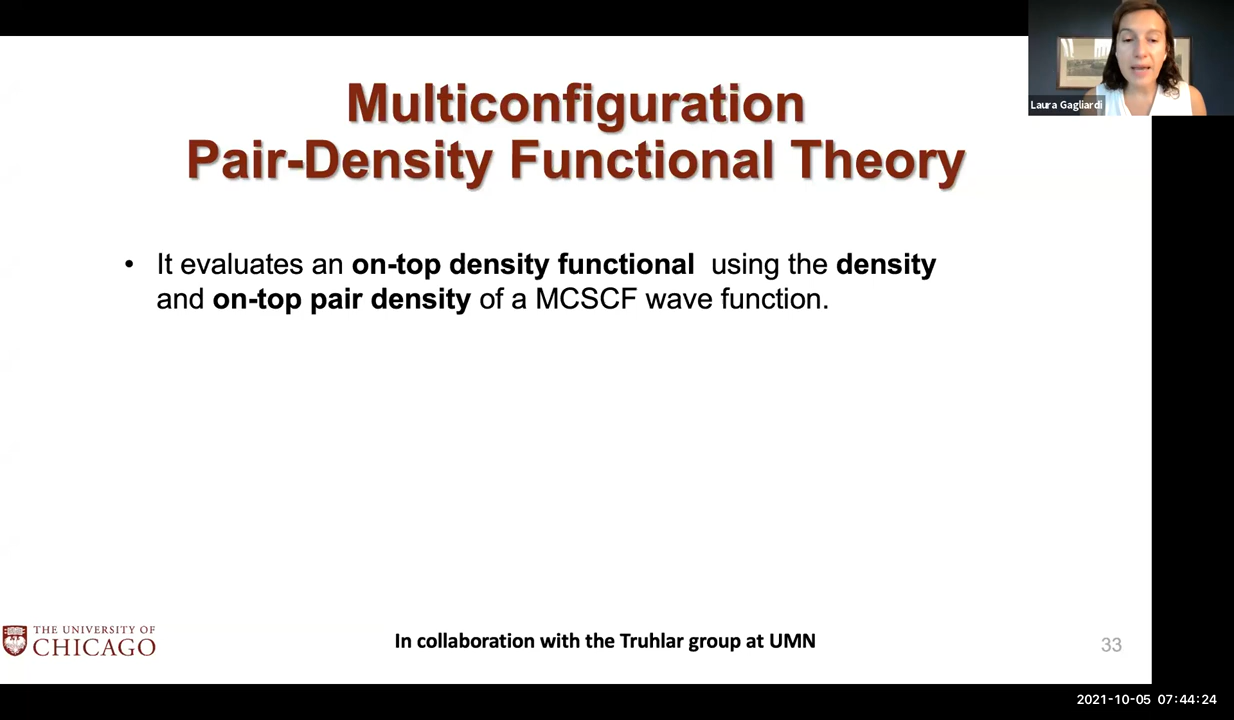 Laura Gagliardi
Multiconfiguration
Pair-Density Functional Theory
• It evaluates an on-top density functional using the density
and on-top pair density of a MCSCF wave function.
THE UNIVERSITY OF
CHICAGO
In collaboration with the Truhlar group at UMN
33
2021-10-05 07:44:24